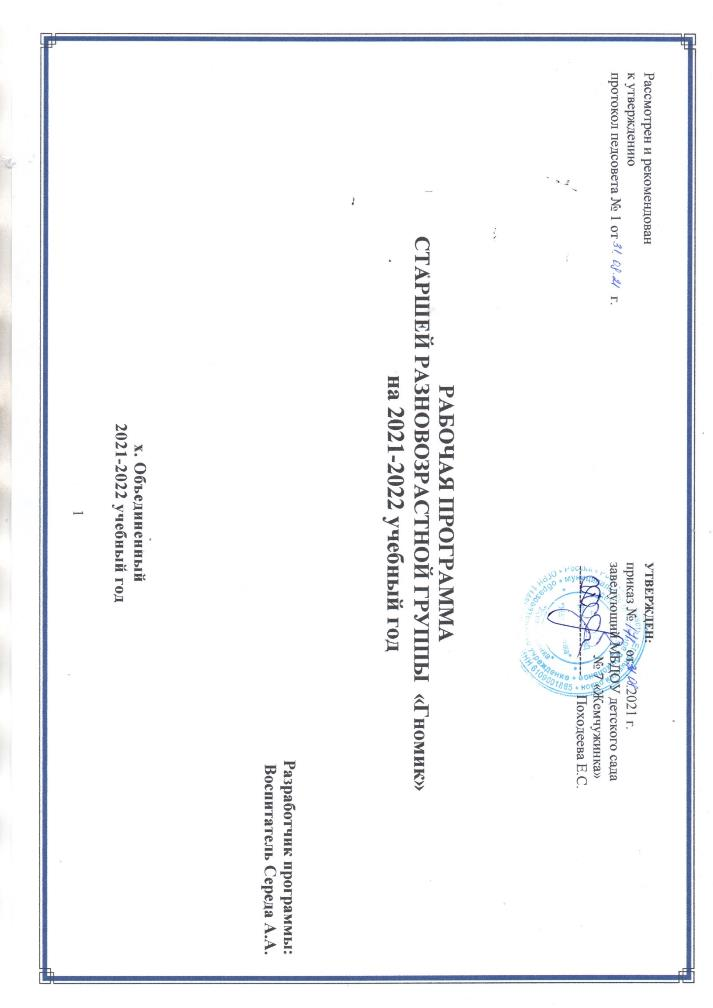 Рассмотрен и рекомендован
к утверждению
протокол педсовета № 1 от 31.08.21 г.
УТВЕРЖДЕН:
приказ № от 2021 г.
заведующий МБДОУ детского сада
№ 7 «Жемчужинка»
Походеева Е.С.
РАБОЧАЯ ПРОГРАММА
СТАРШЕЙ РАЗНОВОЗРАСТНОЙ ГРУППЫ «Гномик»
на 2021-2022 учебный год
Разработчик программы:
Воспитатель Середа А.А.
х. Объединенный
2021-2022 учебный год
1